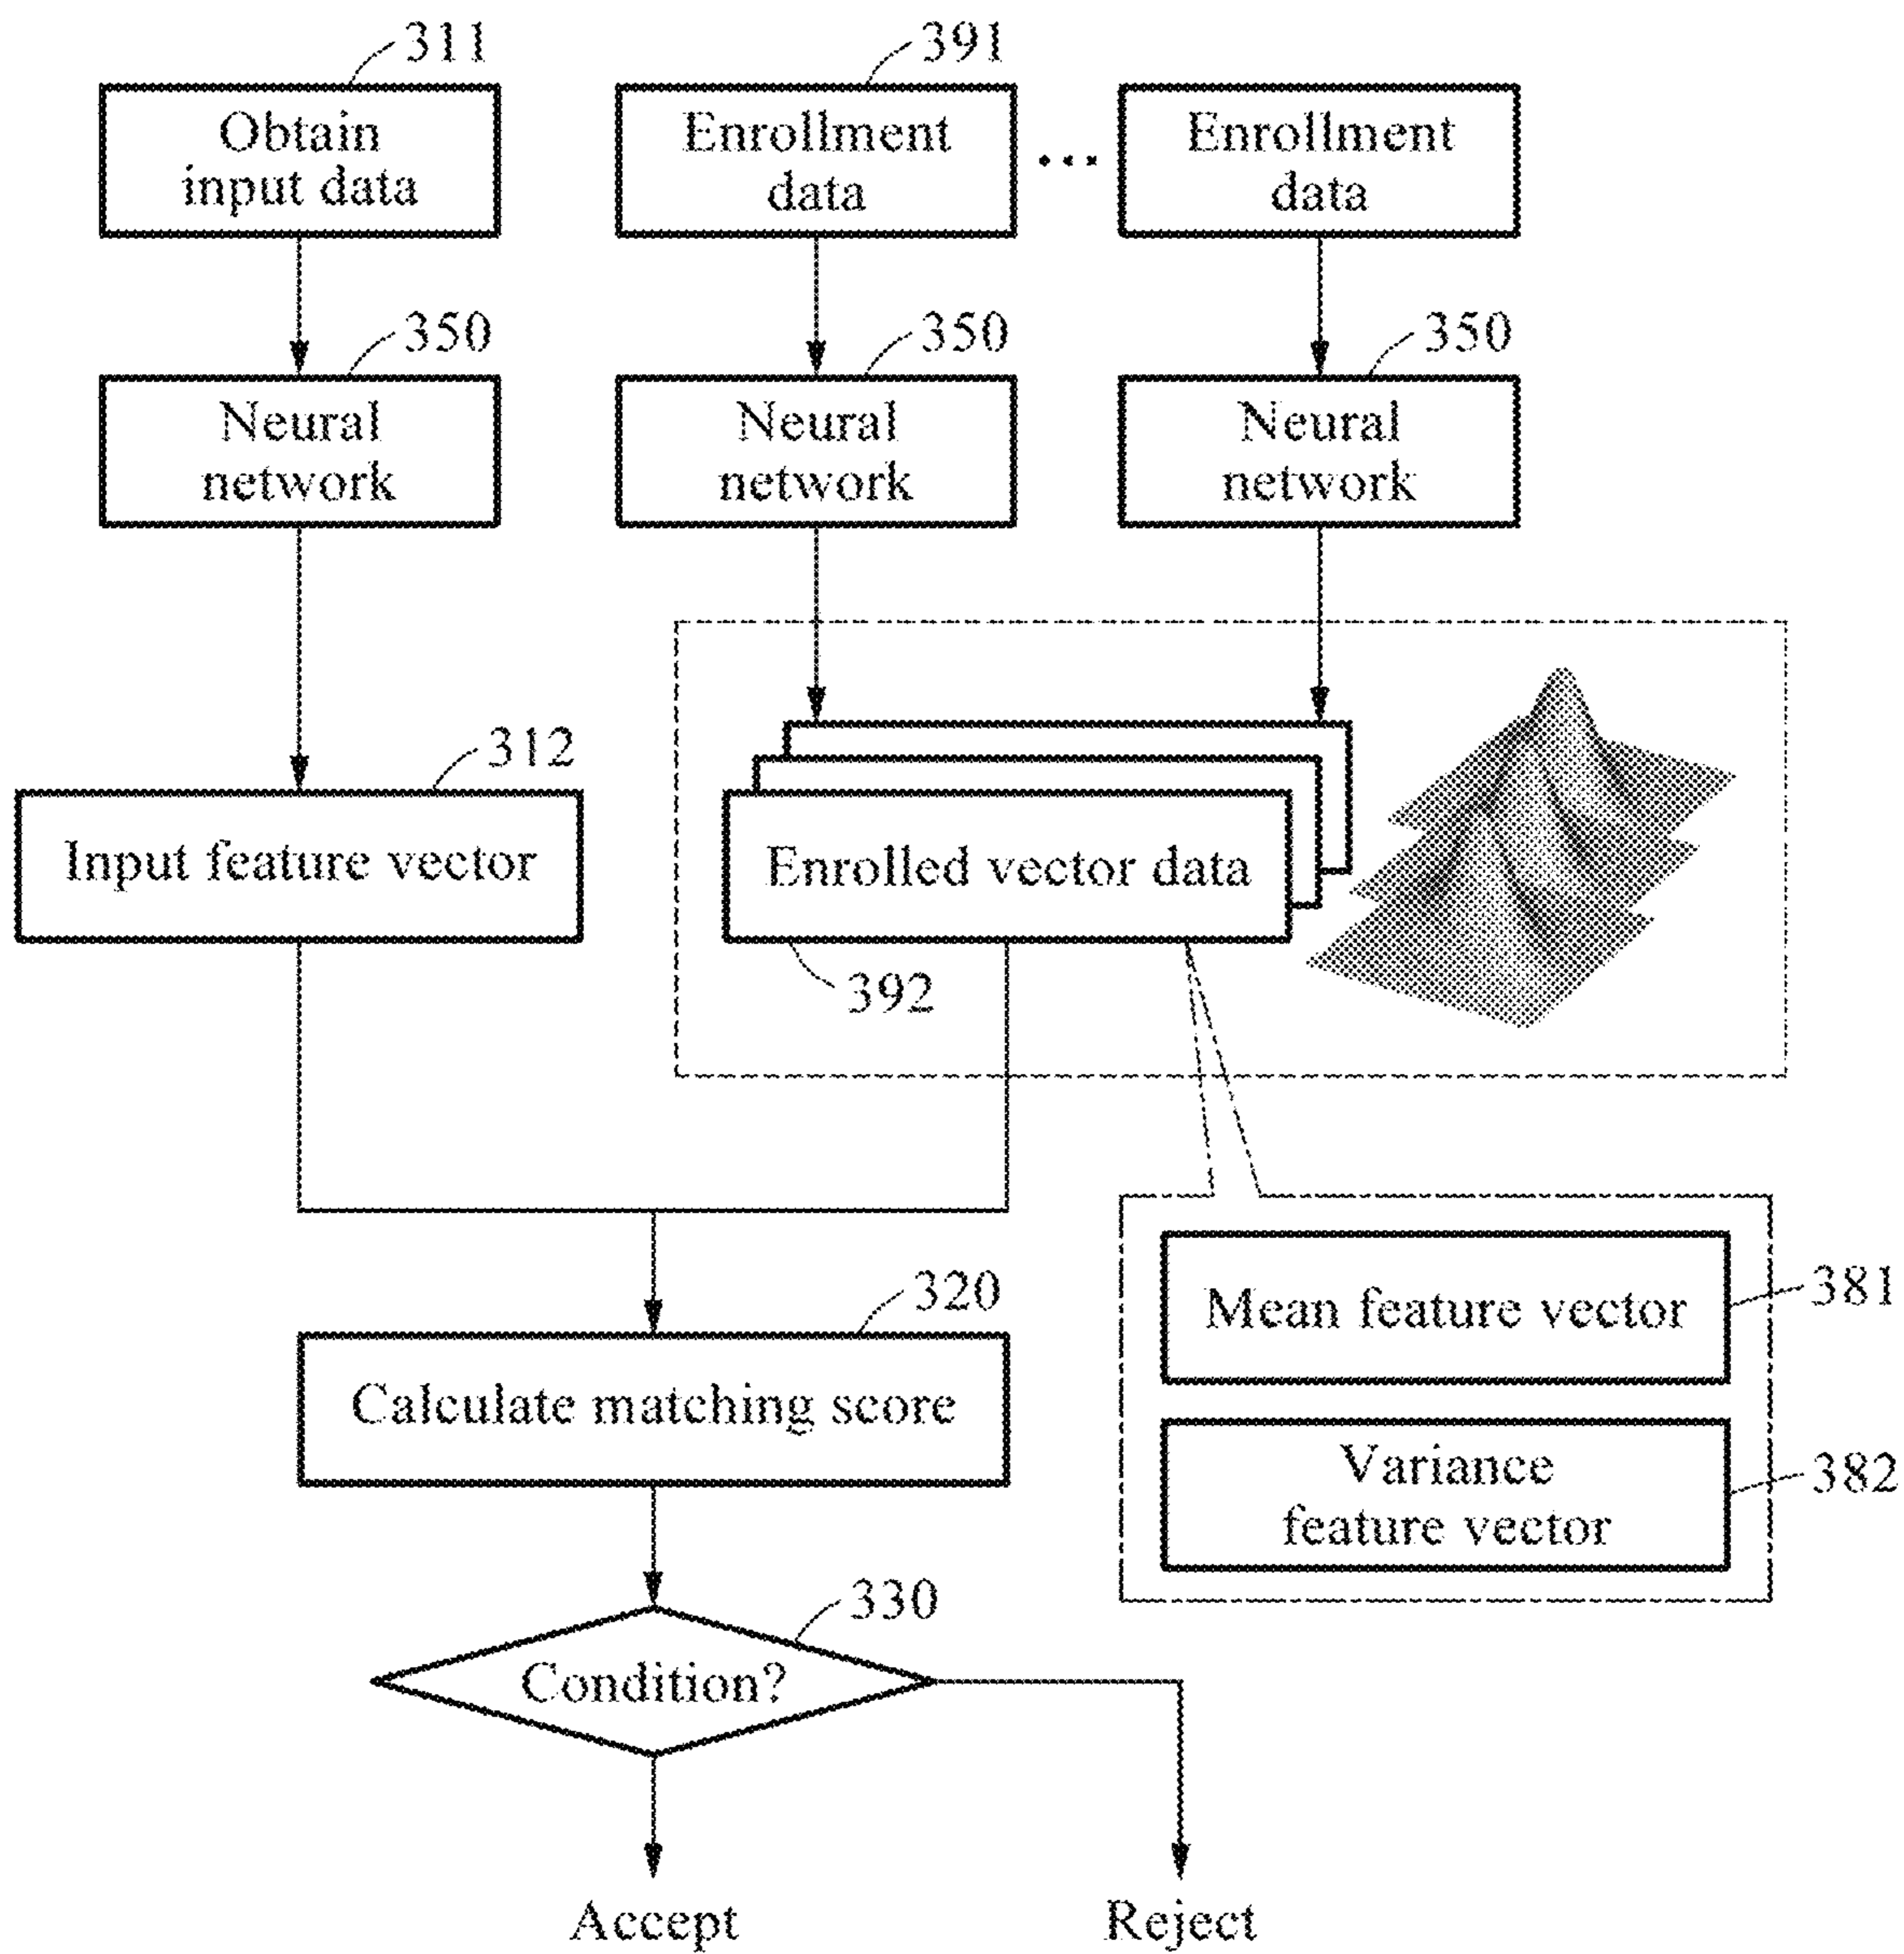 311
391
Obtain
input data
Enrollment
data
...
Enrollment
data
350
350
350
Neural
network
Neural
network
Neural
network
312
Input feature vector
Enrolled vector data
392
320
Calculate matching score
Mean feature vector
381
Variance
feature vector
382
330
Condition?
Accept
Reject